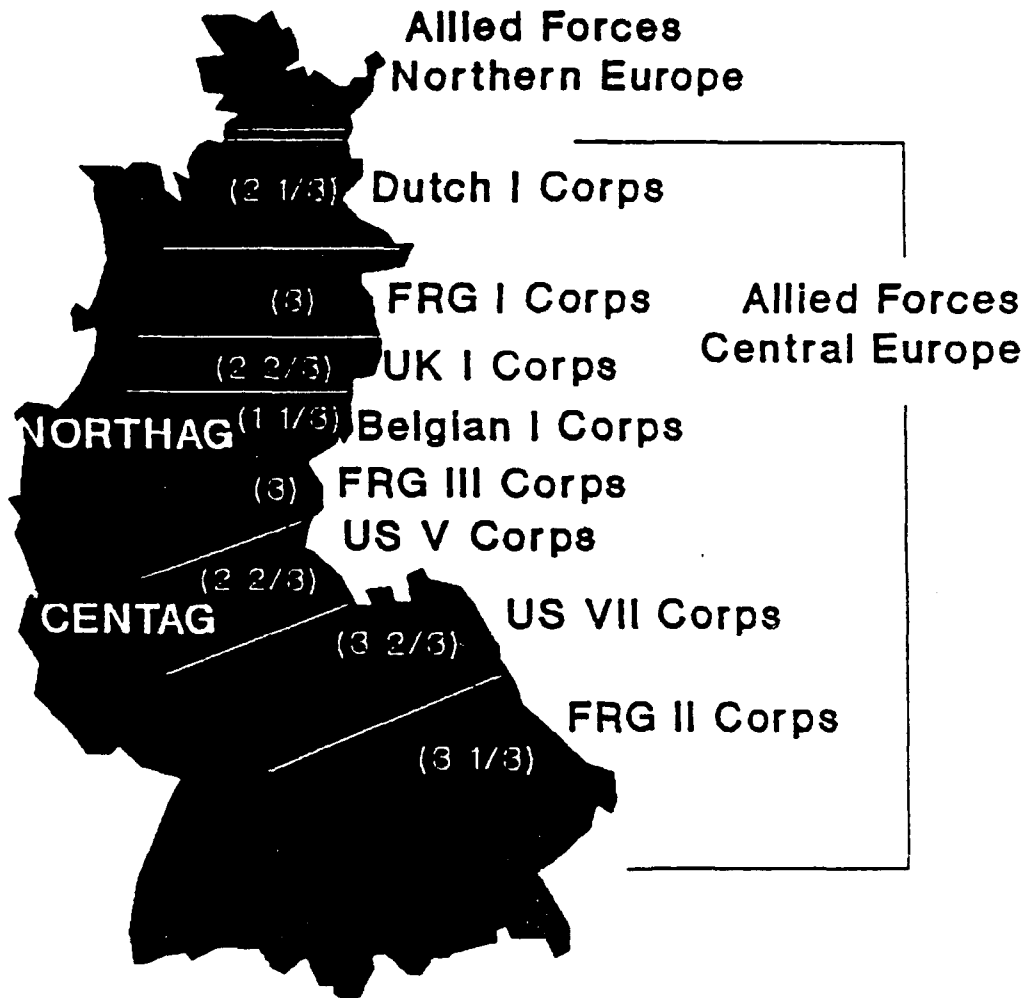 Allied Forces
Northern Europe
(2 1/3) Dutch I Corps
(3) FRG I Corps
Allied Forces
Central Europe
(2 2/3) UK I Corps
NORTHAG (1 1/3) Belgian I Corps
(3) FRG III Corps
US V Corps
(2 2/3)
CENTAG
US VII Corps
(3 2/3)
FRG II Corps
(3 1/3)